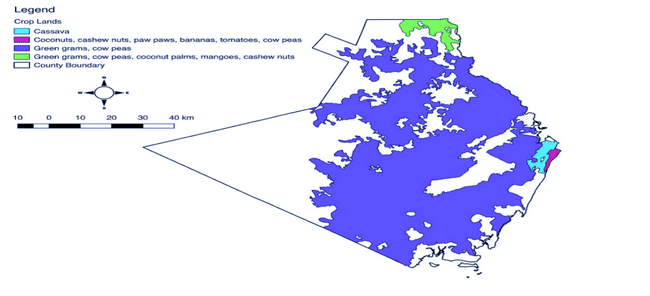 Legend
Crop Lands
Cassava
Coconuts, cashew nuts, paw paws, bananas, tomatoes, cow peas
Green grams, cow peas
Green grams, cow peas, coconut palms, mangoes, cashew nuts
County Boundary
N
W E
S
10 0 10 20 30 40 km